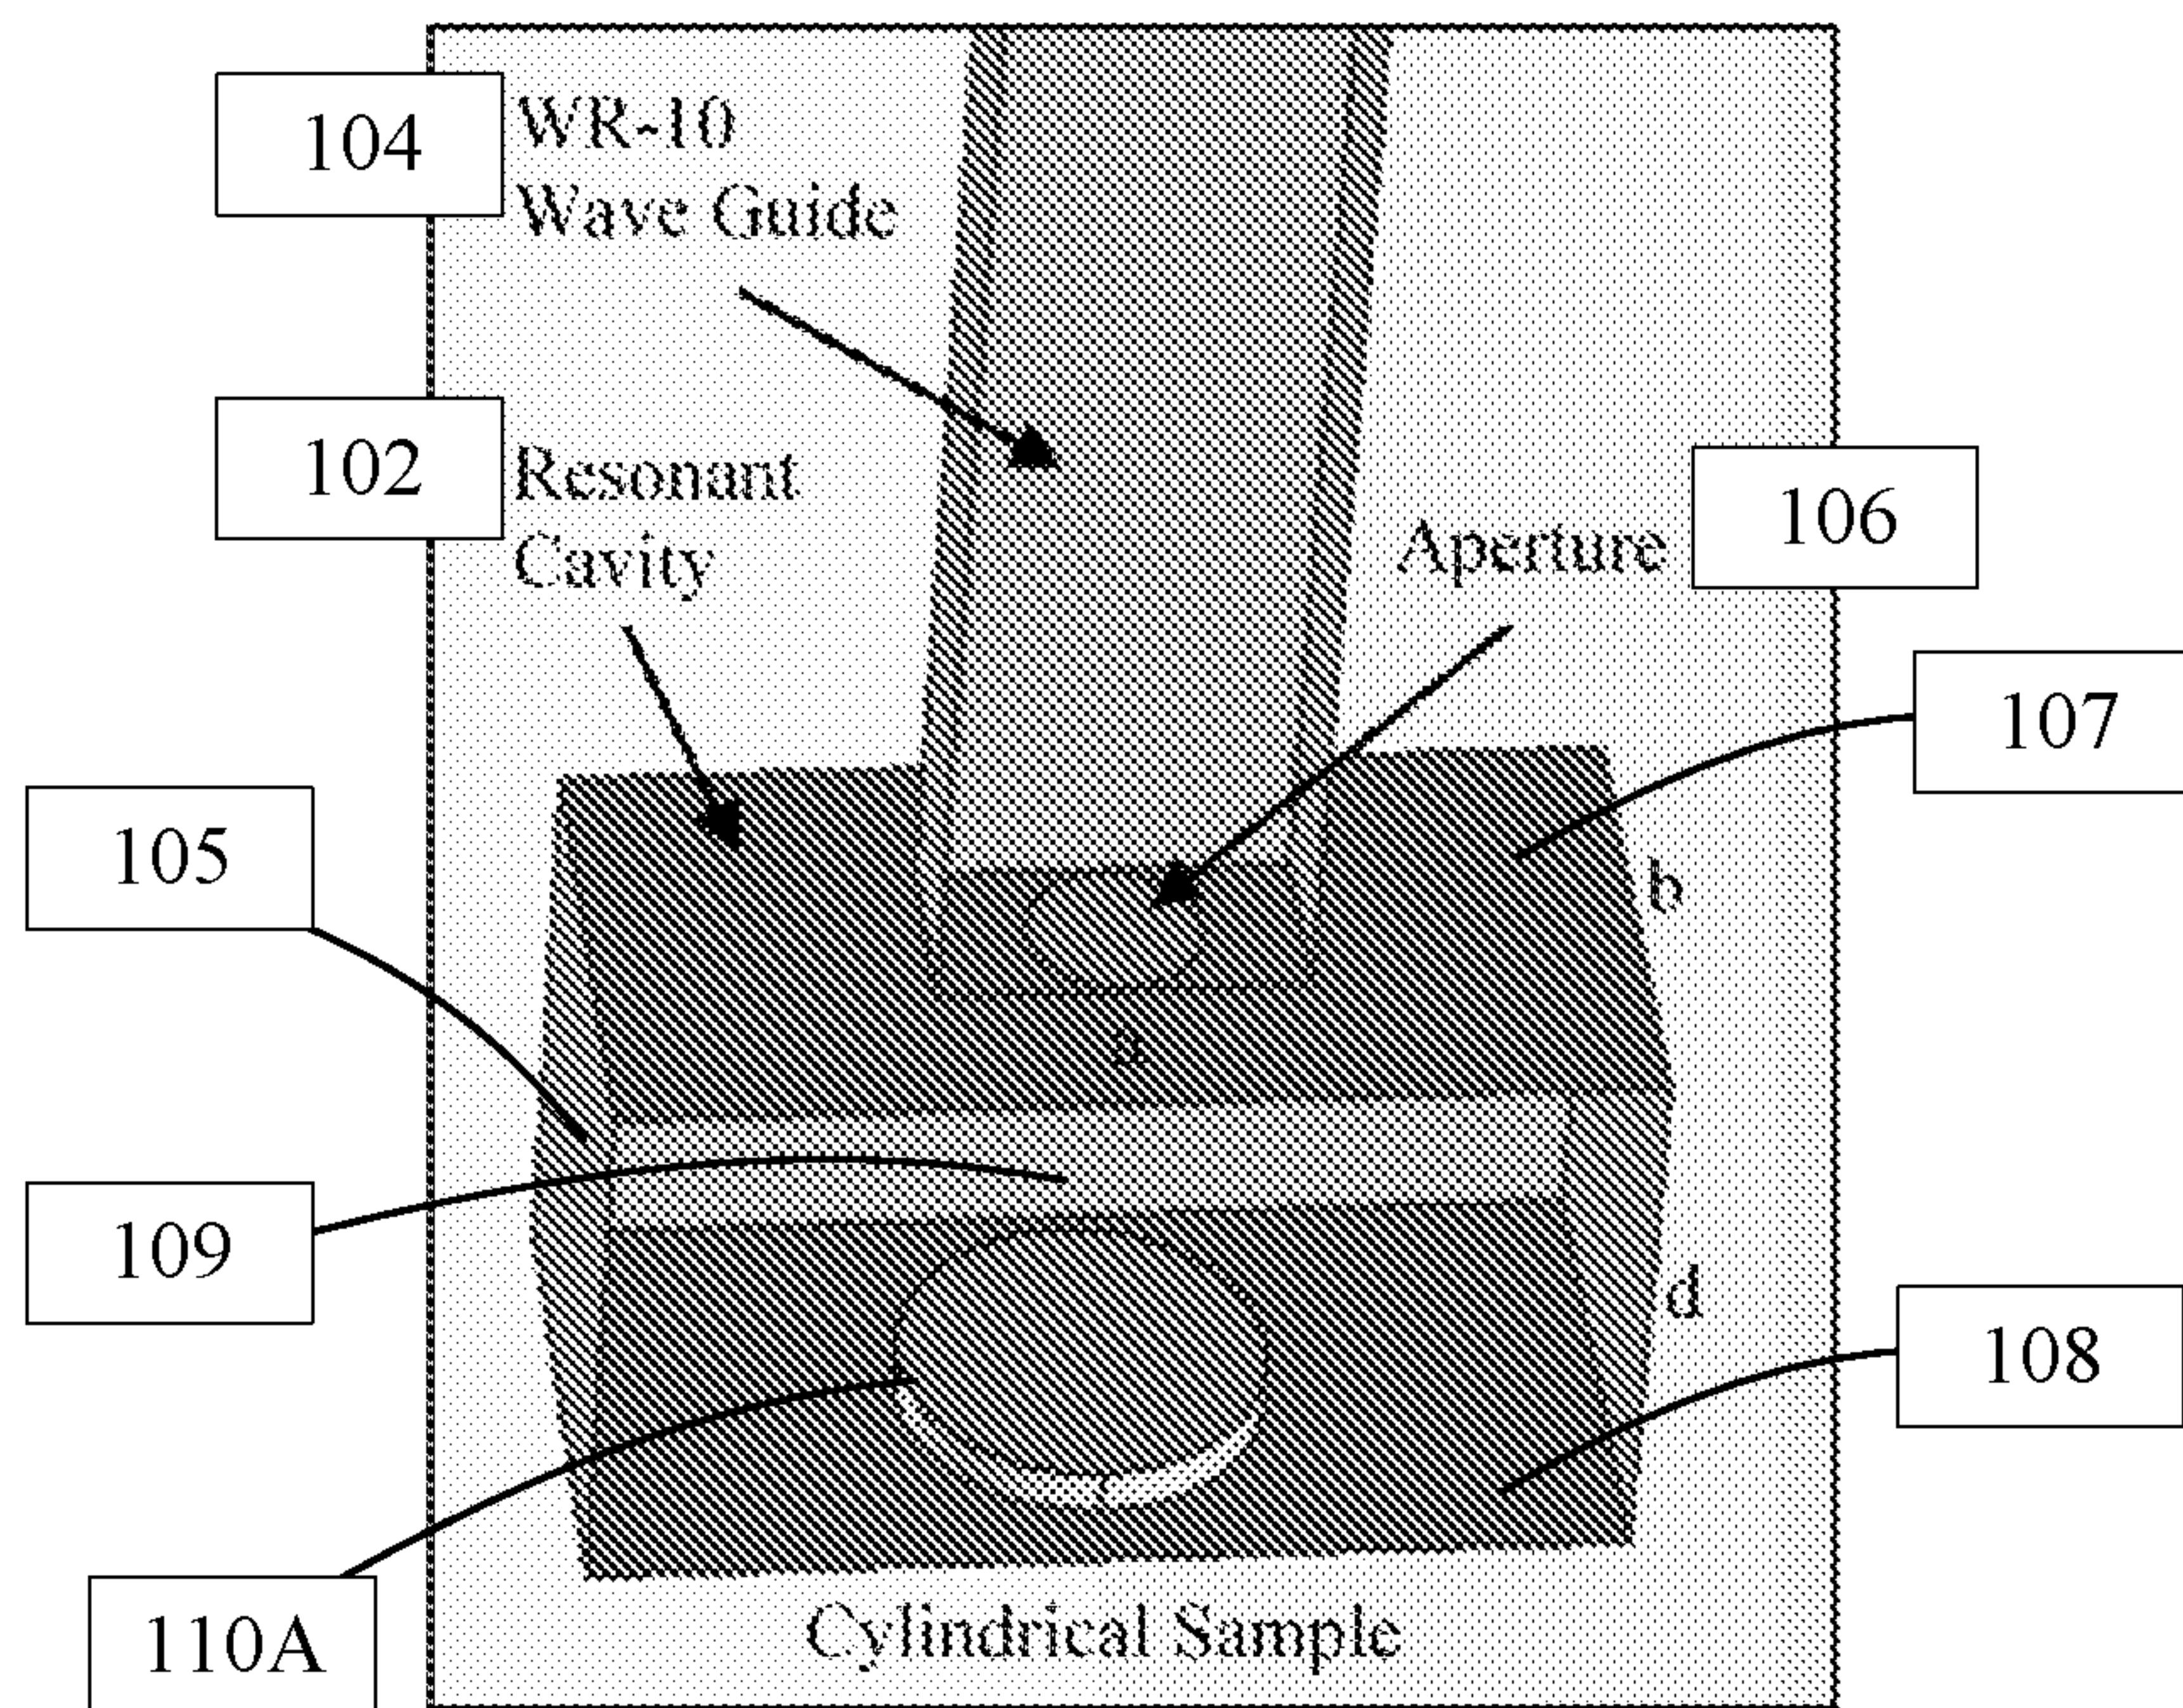 104
WR-10
Wave Guide
102
Resonant
Cavity
Aperture
106
107
105
b
a
109
d
108
110A
Cylindrical Sample